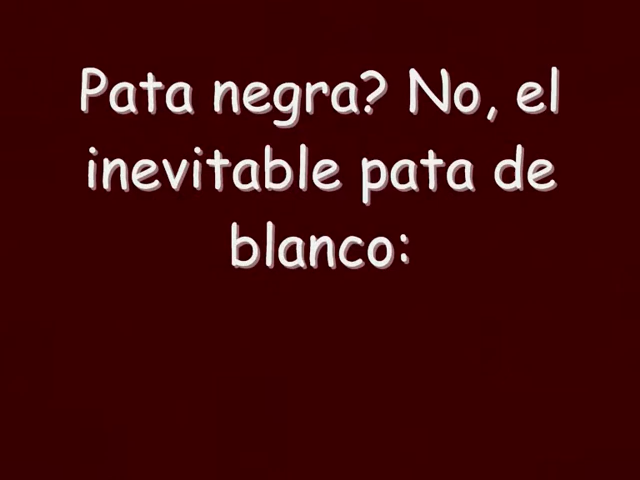 Pata negra? No, el
inevitable pata de
blanco: